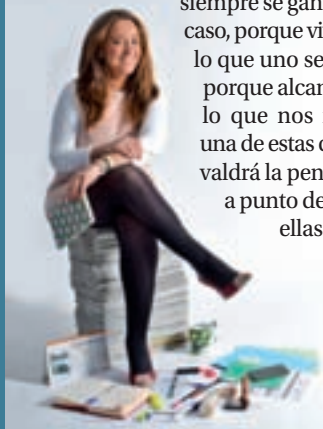 siempre se gan
caso, porque vi
lo que uno se
porque alcan
lo que nos
una de estas c
valdrá la pen
a punto de
ellas